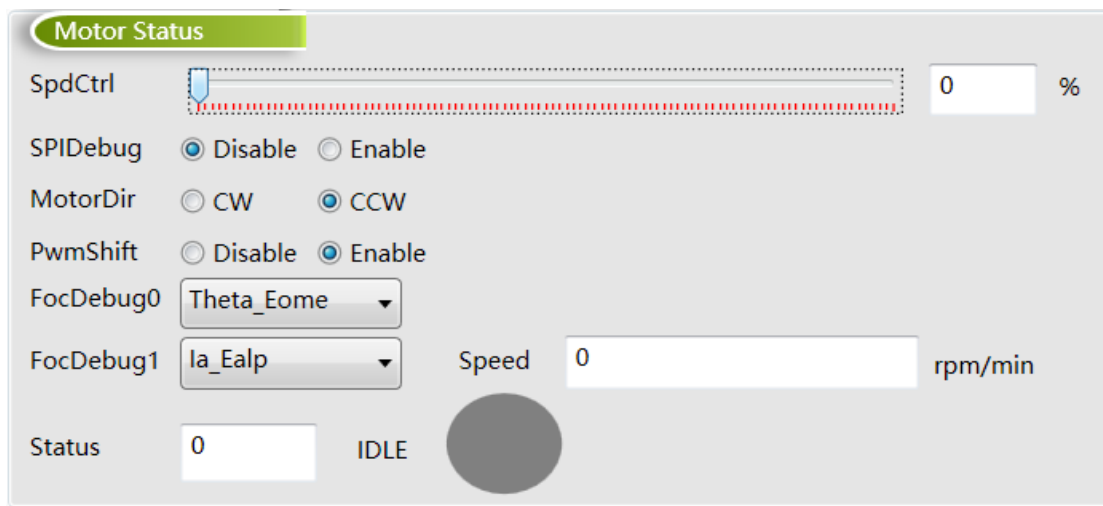 Motor Status
SpdCtrl 0 %
SPIDebug Disable Enable
MotorDir CW CCW
PwmShift Disable Enable
FocDebug0 Theta_Eome
FocDebug1 Ia_Ealp Speed 0 rpm/min
Status 0 IDLE